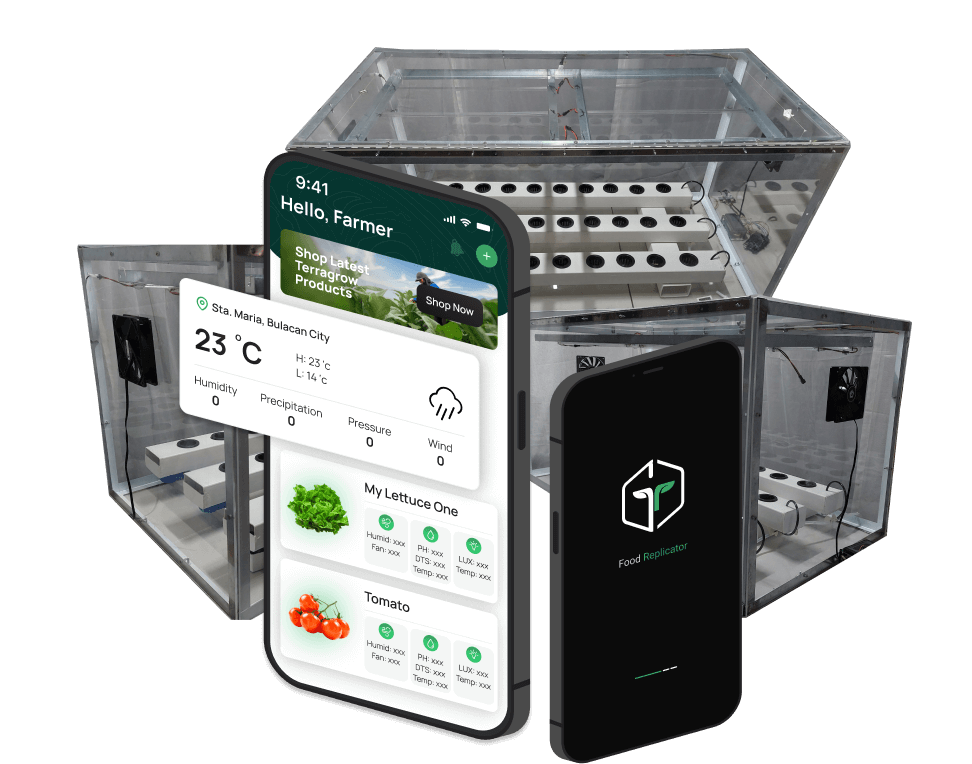 9:41
Hello, Farmer
Shop Latest
Terragrow
Products
Shop Now
Sta. Maria, Bulacan City
23 °C
H: 23 °c
L: 14 °c
Humidity
0
Precipitation
0
Pressure
0
Wind
0
My Lettuce One
Humid: xxx
Fan: xxx
PH: xxx
DTS: xxx
Temp: xxx
LUX: xxx
Temp: xxx
Tomato
Humid: xxx
Fan: xxx
PH: xxx
DTS: xxx
Temp: xxx
LUX: xxx
Temp: xxx
Food Replicator